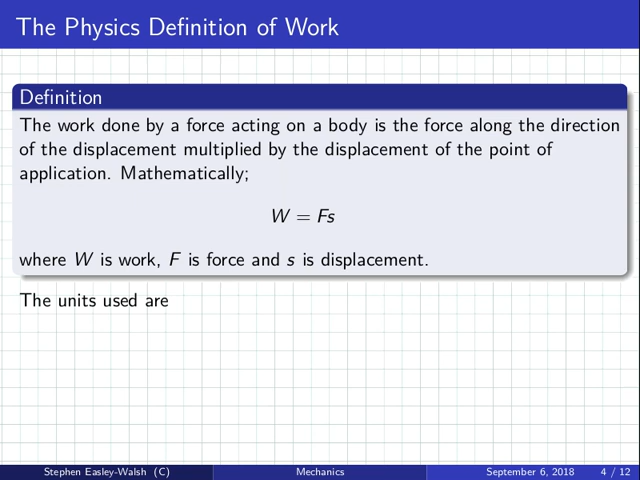 The Physics Definition of Work
Definition
The work done by a force acting on a body is the force along the direction
of the displacement multiplied by the displacement of the point of
application. Mathematically;
W = Fs
where W is work, F is force and s is displacement.
The units used are
Stephen Easley-Walsh (C) Mechanics September 6, 2018 4 / 12